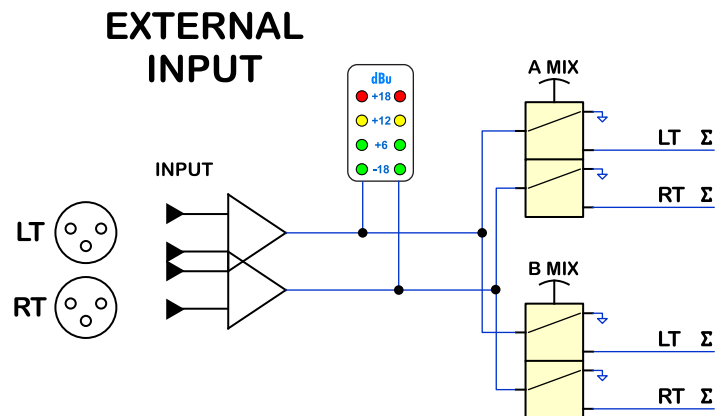 EXTERNAL
INPUT
dBu
+18
+12
+6
-18
A MIX
LT Σ
RT Σ
INPUT
LT
RT
B MIX
LT Σ
RT Σ